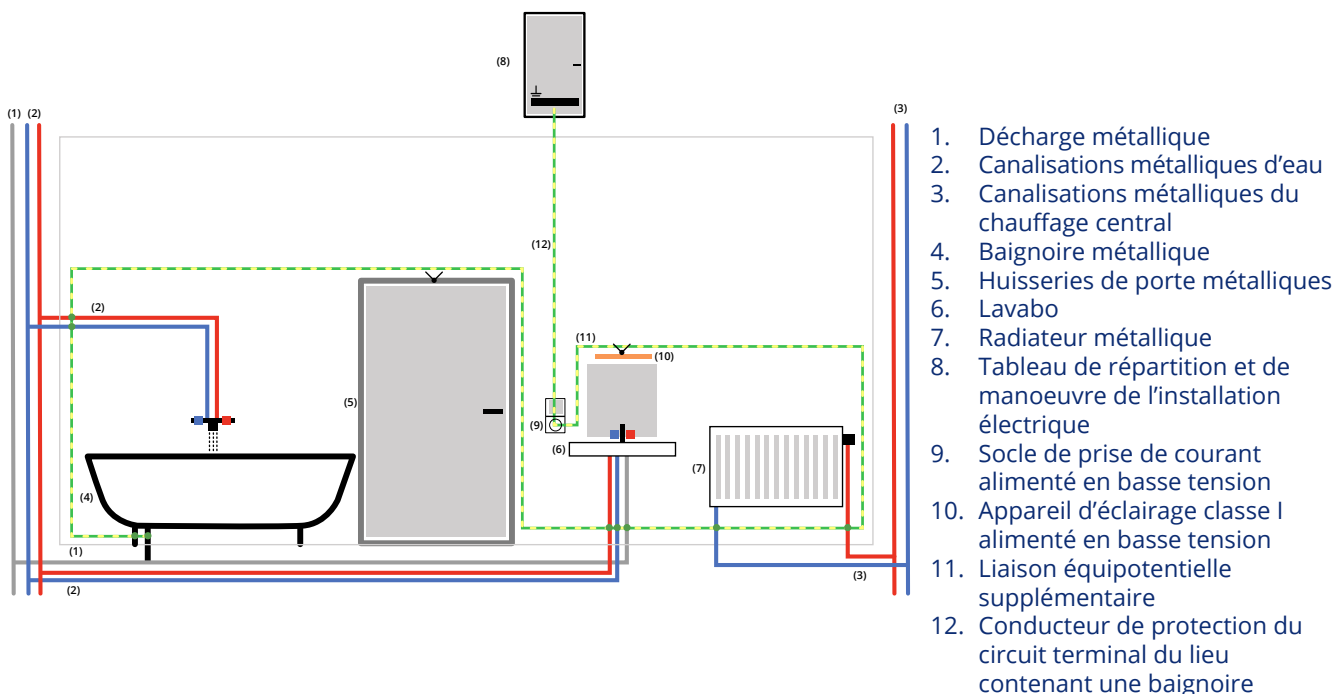 (8)
(1) (2)
(3)
(12)
(2)
(11)
(10)
(5)
(9)
(6)
(7)
(4)
(1)
(3)
(2)
1. Décharge métallique
2. Canalisations métalliques d'eau
3. Canalisations métalliques du
chauffage central
4. Baignoire métallique
5. Huisseries de porte métalliques
6. Lavabo
7. Radiateur métallique
8. Tableau de répartition et de
manoeuvre de l'installation
électrique
9. Socle de prise de courant
alimenté en basse tension
10. Appareil d'éclairage classe I
alimenté en basse tension
11. Liaison équipotentielle
supplémentaire
12. Conducteur de protection du
circuit terminal du lieu
contenant une baignoire